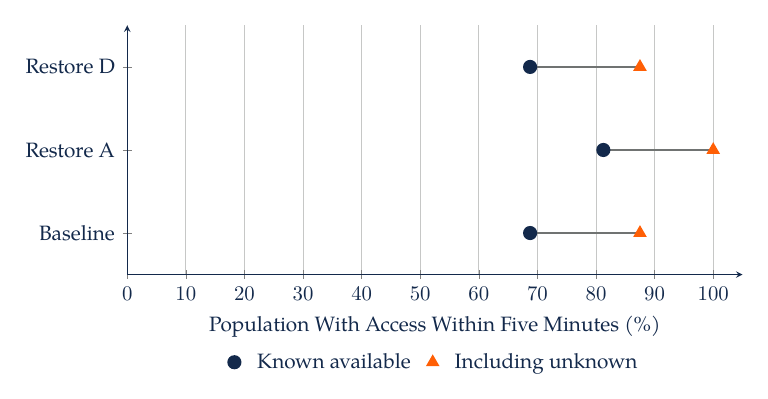 Restore D
Restore A
Baseline
0 10 20 30 40 50 60 70 80 90 100
Population With Access Within Five Minutes (%)
Known available Including unknown